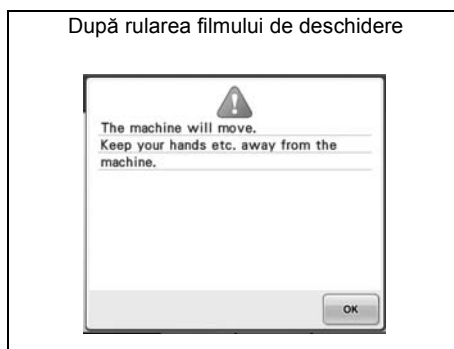 După rularea filmului de deschidere
The machine will move.
Keep your hands etc. away from the
machine.
OK